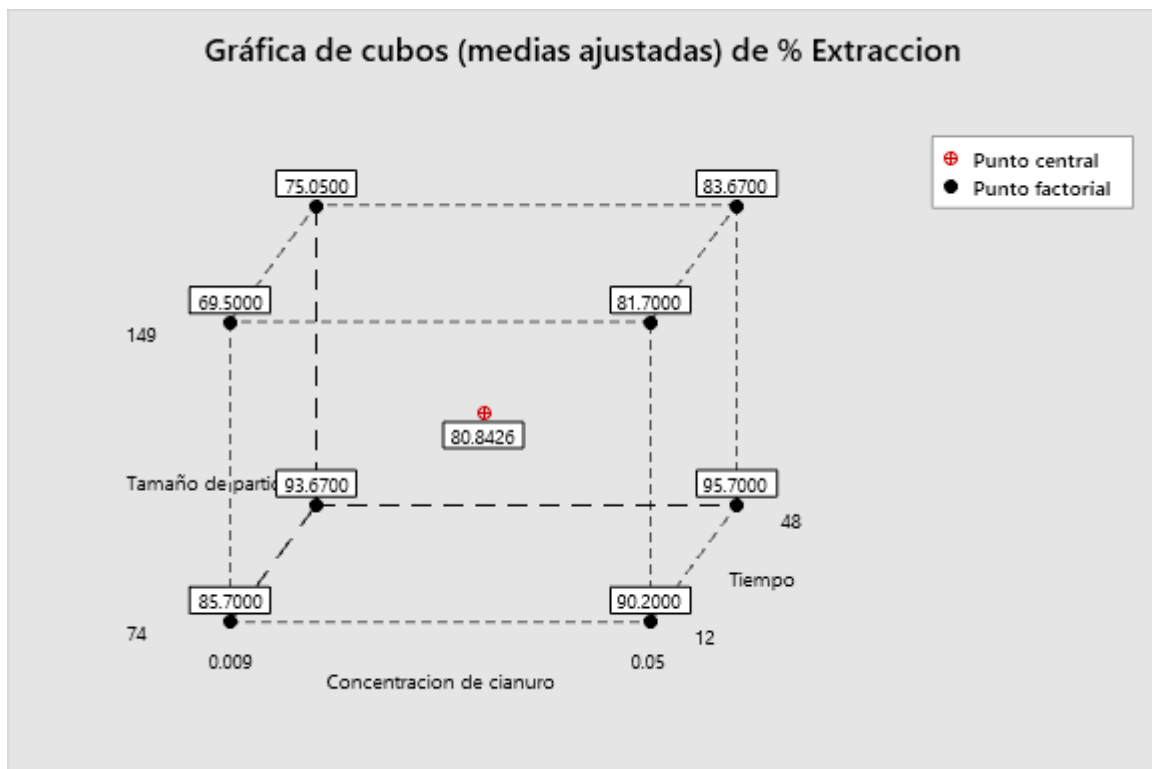 Gráfica de cubos (medias ajustadas) de % Extraccion
Punto central
Punto factorial
75.0500
83.6700
69.5000
81.7000
149
80.8426
Tamaño de
93.6700
95.7000
48
Tiempo
85.7000
90.2000
74
12
0.009
0.05
Concentracion de cianuro